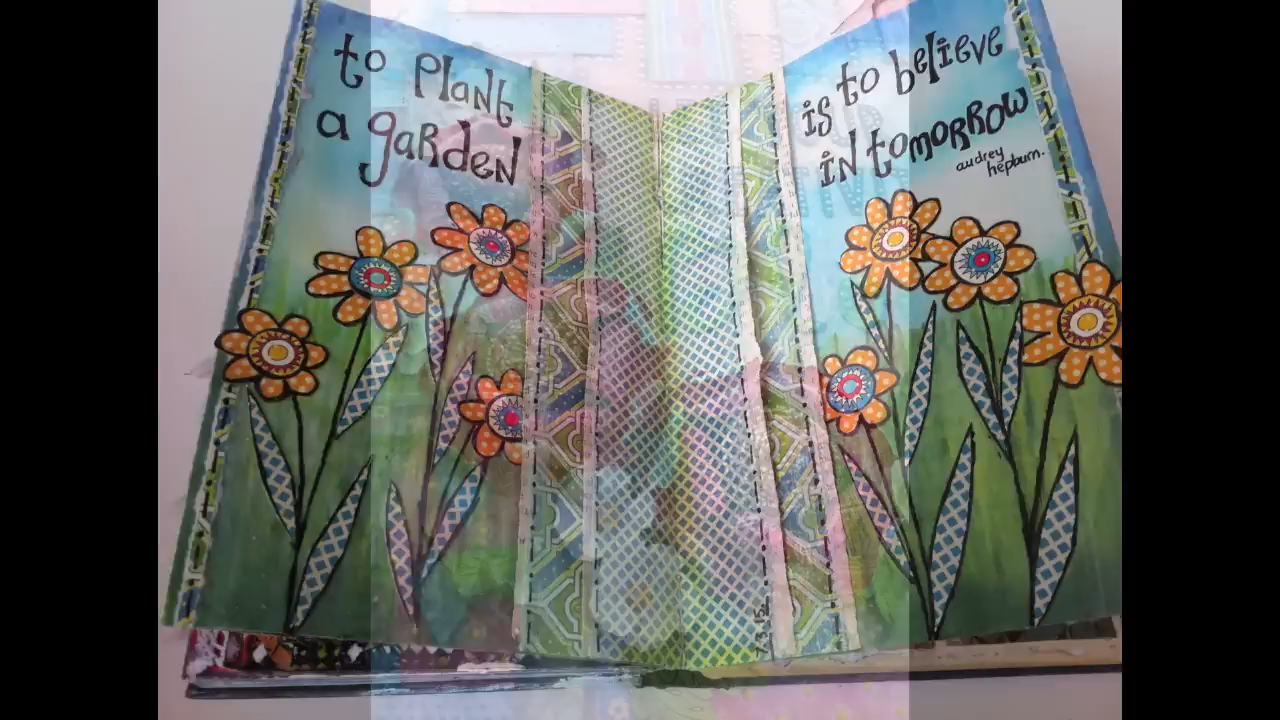 to plant
a garden
is to believe
in tomorrow
audrey
hepburn.